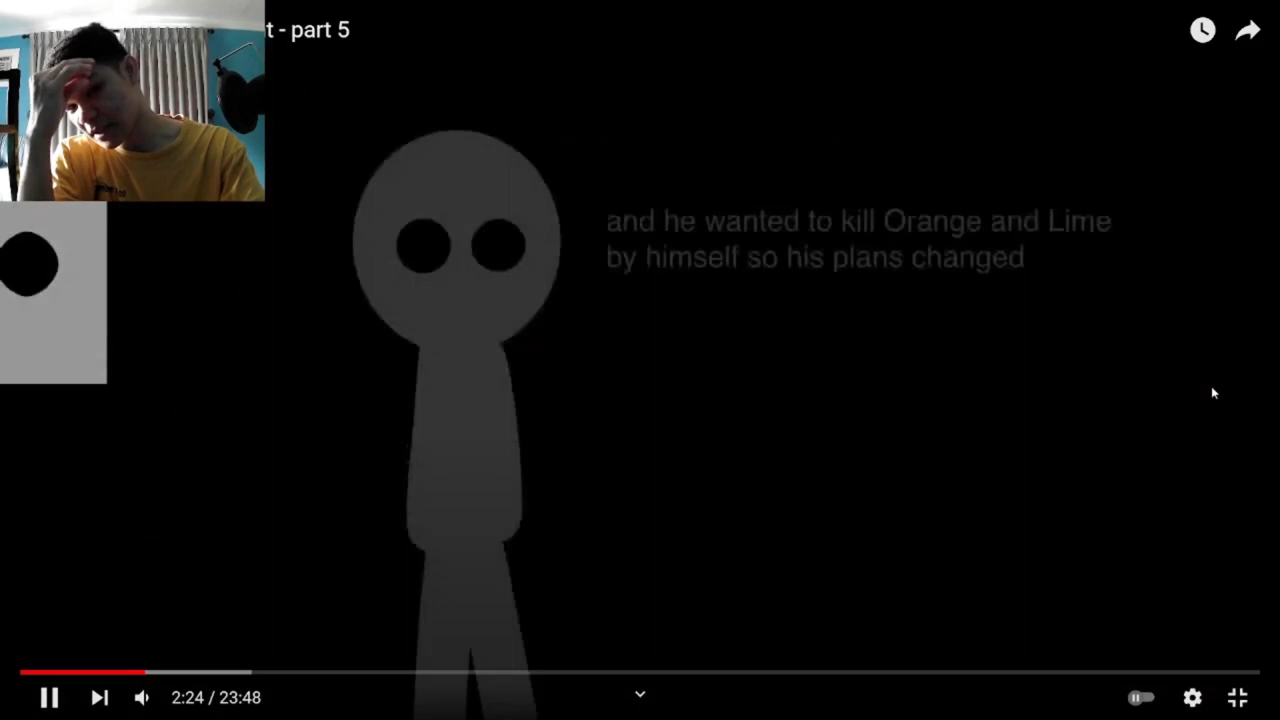 t - part 5
and he wanted to kill Orange and Lime
by himself so his plans changed
2:24 / 23:48